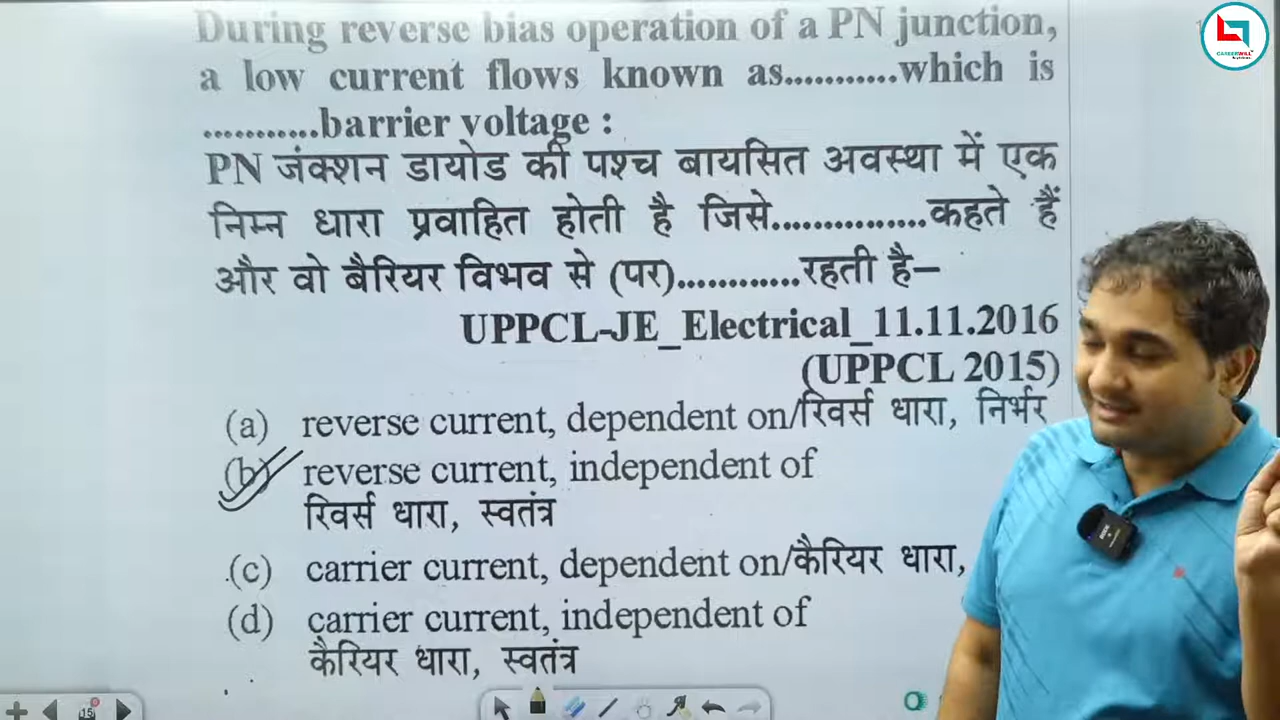 During reverse bias operation of a PN junction,
a low current flows known as...........which is
...........barrier voltage :
PN जंक्शन डायोड की पश्च बायसित अवस्था में एक
निम्न धारा प्रवाहित होती है जिसे...............कहते हैं
और वो बैरियर विभव से (पर)............रहती है–
UPPCL-JE_Electrical_11.11.2016
(UPPCL 2015)
(a) reverse current, dependent on/रिवर्स धारा, निर्भर
(b) reverse current, independent of
रिवर्स धारा, स्वतंत्र
(c) carrier current, dependent on/कैरियर धारा,
(d) carrier current, independent of
कैरियर धारा, स्वतंत्र
CAREERWILL
15